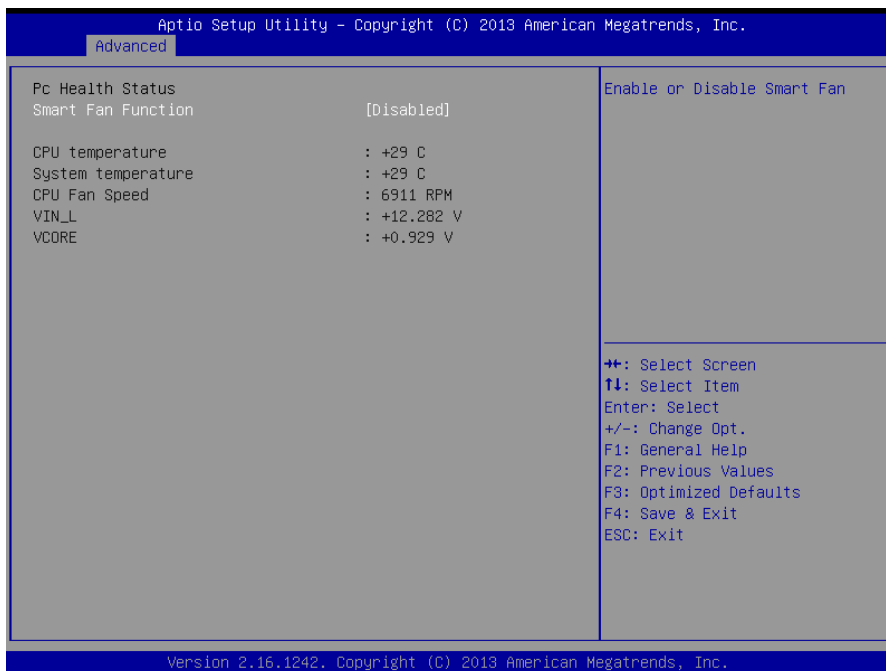 Aptio Setup Utility – Copyright (C) 2013 American Megatrends, Inc.
Advanced
Pc Health Status
Smart Fan Function [Disabled]
CPU temperature : +29 C
System temperature : +29 C
CPU Fan Speed : 6911 RPM
VIN_L : +12.282 V
VCORE : +0.929 V
Enable or Disable Smart Fan
→←: Select Screen
↑↓: Select Item
Enter: Select
+/-: Change Opt.
F1: General Help
F2: Previous Values
F3: Optimized Defaults
F4: Save & Exit
ESC: Exit
Version 2.16.1242. Copyright (C) 2013 American Megatrends, Inc.